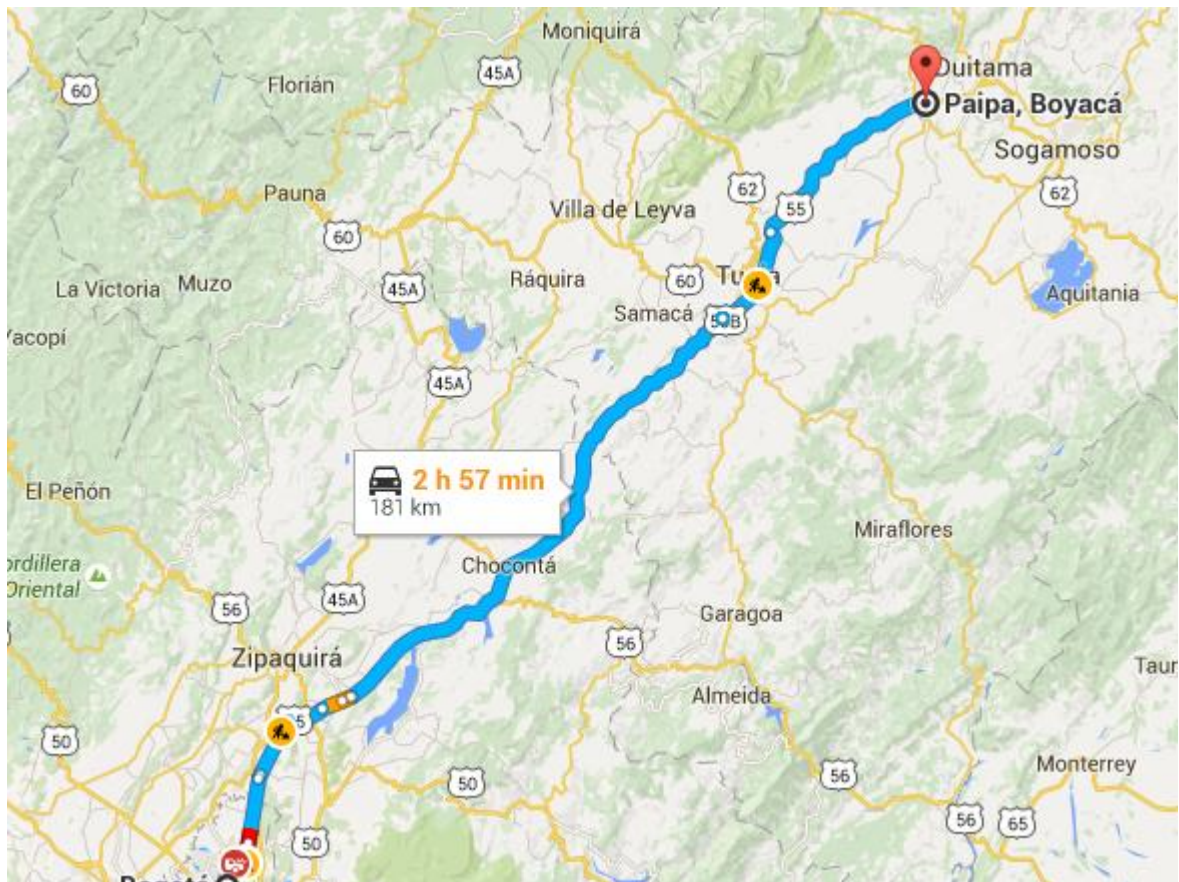 Moniquirá
45A
60
Florián
Duitama
Paipa, Boyacá
Sogamoso
62
62
Pauna
Villa de Leyva
55
60
La Victoria
Muzo
Ráquira
60
45A
Samacá
Aquitania
Yacopí
45A
2 h 57 min
181 km
El Peñón
Miraflores
Chocontá
ordillera
Oriental
56
45A
Garagoa
56
Zipaquirá
Almeida
50
50
56
Monterrey
56
65
50